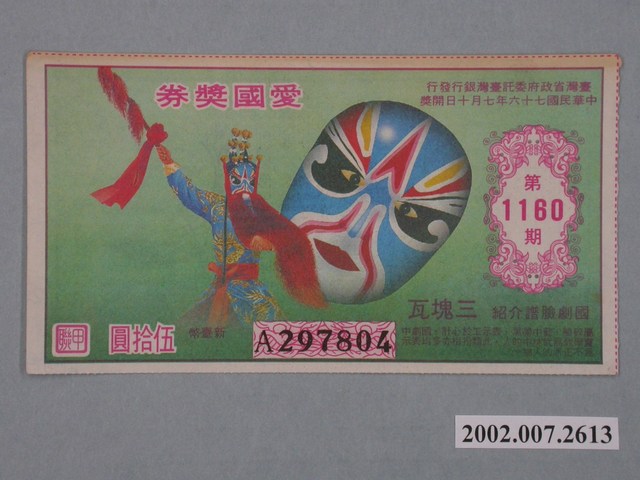 愛國獎券
臺灣省政府委託臺灣銀行發行
中華民國七十六年七月十日開獎
第
1160
期
國劇臉譜介紹 三塊瓦
A297804
新臺幣 伍拾圓
甲聯
2002.007.2613